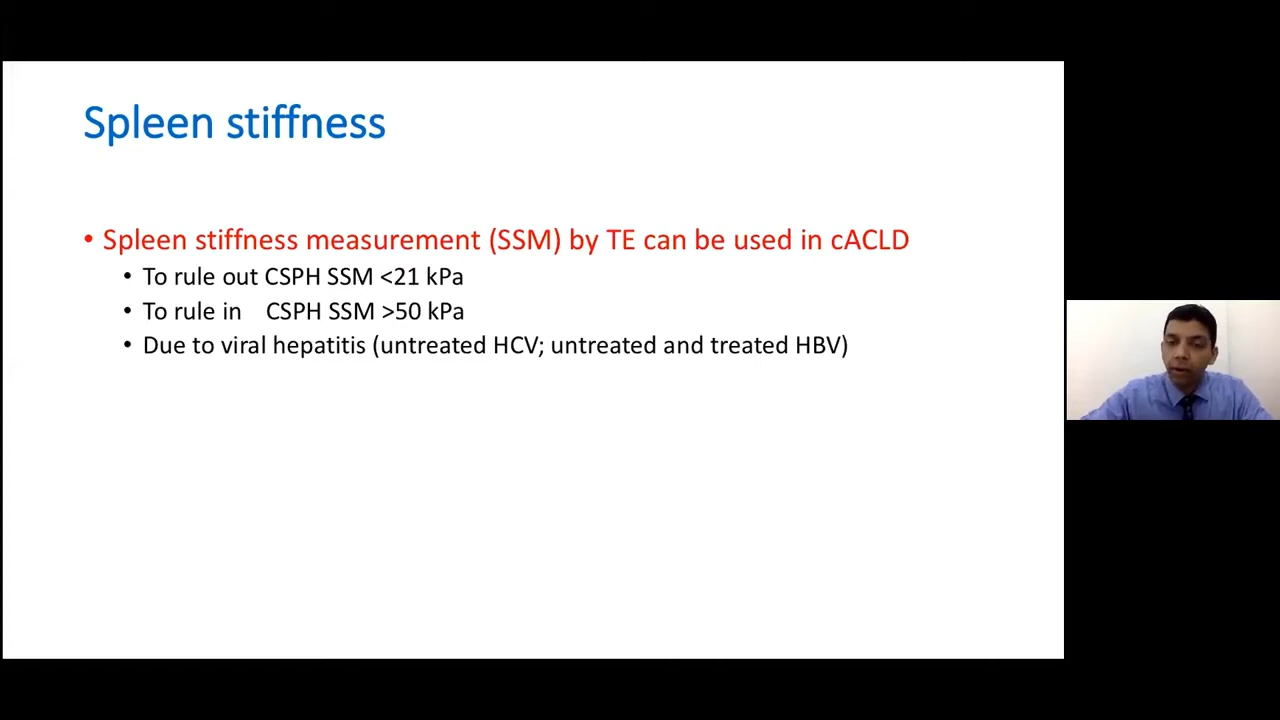 Spleen stiffness
• Spleen stiffness measurement (SSM) by TE can be used in cACLD
• To rule out CSPH SSM <21 kPa
• To rule in CSPH SSM >50 kPa
• Due to viral hepatitis (untreated HCV; untreated and treated HBV)